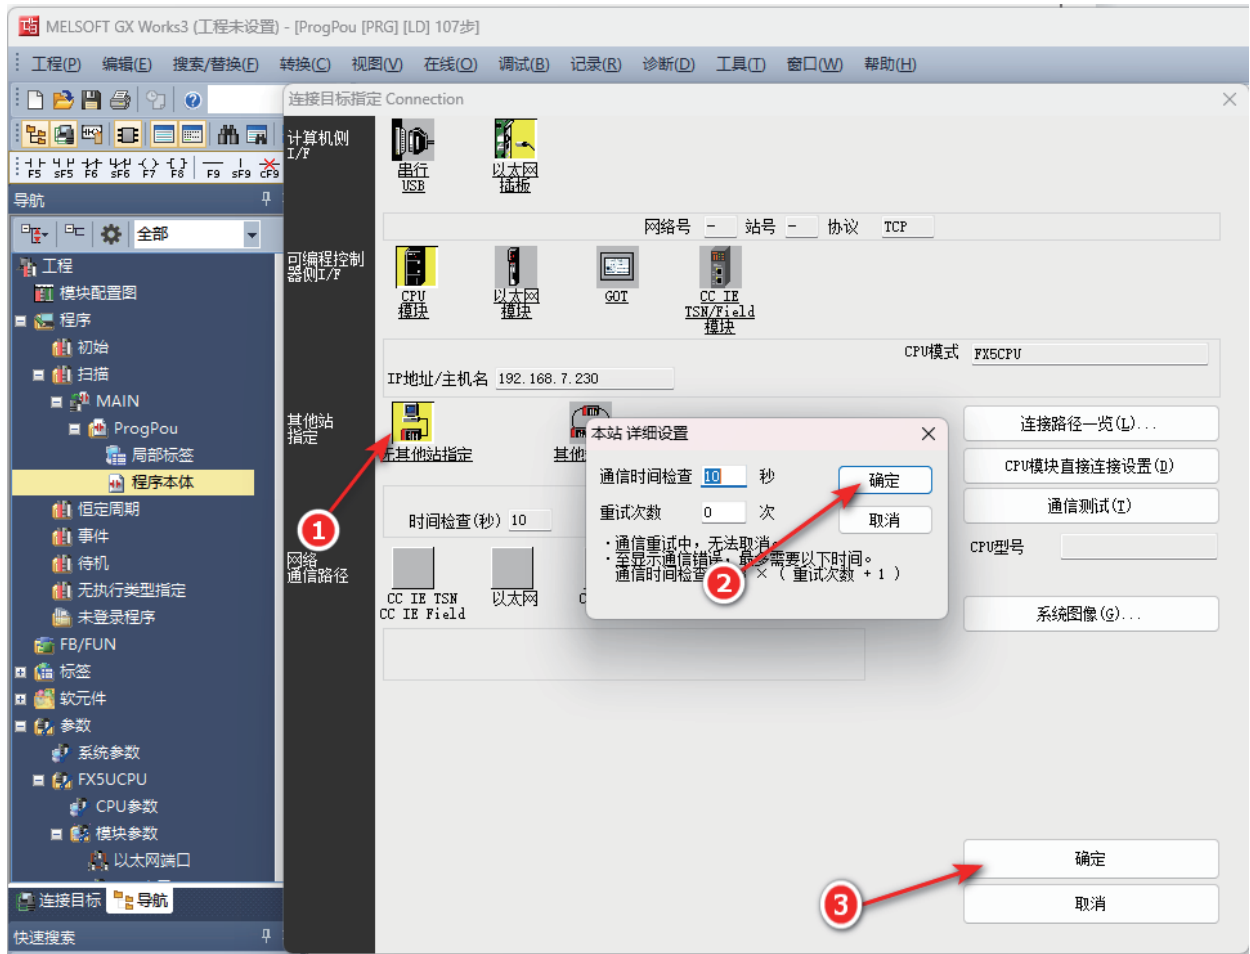 MELSOFT GX Works3 (工程未设置) - [ProgPou [PRG] [LD] 107步]
工程(P) 编辑(E) 搜索/替换(F) 转换(C) 视图(V) 在线(O) 调试(B) 记录(R) 诊断(D) 工具(T) 窗口(W) 帮助(H)
连接目标指定 Connection
F5 sF5 F6 sF6 F7 F8 F9 sF9 cF9
导航
全部
工程
模块配置图
程序
初始
扫描
MAIN
ProgPou
局部标签
程序本体
恒定周期
事件
待机
无执行类型指定
未登录程序
FB/FUN
标签
软元件
参数
系统参数
FX5UCPU
CPU参数
模块参数
以太网端口
连接目标 导航
快速搜索
计算机侧
I/F
串行
USB
以太网
插板
网络号 - 站号 - 协议 TCP
可编程控制
器侧I/F
CPU
模块
以太网
模块
GOT
CC IE
TSN/Field
模块
CPU模式 FX5CPU
IP地址/主机名 192.168.7.230
其他站
指定
无其他站指定
其他
时间检查(秒) 10
网络
通信路径
CC IE TSN
CC IE Field
以太网
C
本站 详细设置
通信时间检查 10 秒
重试次数 0 次
确定
取消
·通信重试中，无法取消。
·至显示通信错误，最多需要以下时间。
通信时间检查 × ( 重试次数 + 1 )
连接路径一览(L)...
CPU模块直接连接设置(D)
通信测试(T)
CPU型号
系统图像(G)...
确定
取消
1
2
3